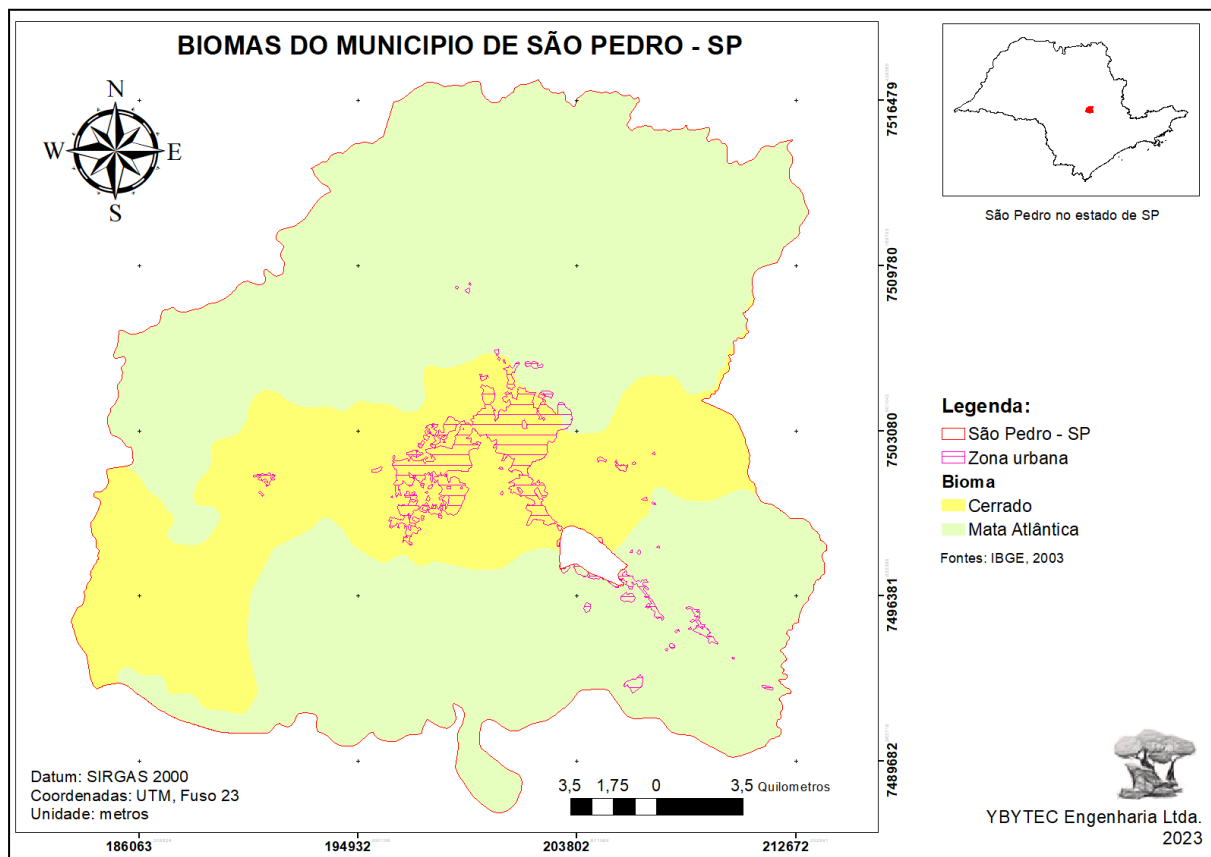 BIOMAS DO MUNICIPIO DE SÃO PEDRO - SP
N
W E
S
7516479
7509780
7503080
7496381
7489682
São Pedro no estado de SP
Legenda:
São Pedro - SP
Zona urbana
Bioma
Cerrado
Mata Atlântica
Fontes: IBGE, 2003
Datum: SIRGAS 2000
Coordenadas: UTM, Fuso 23
Unidade: metros
3,5 1,75 0 3,5 Quilometros
186063 194932 203802 212672
YBYTEC Engenharia Ltda.
2023